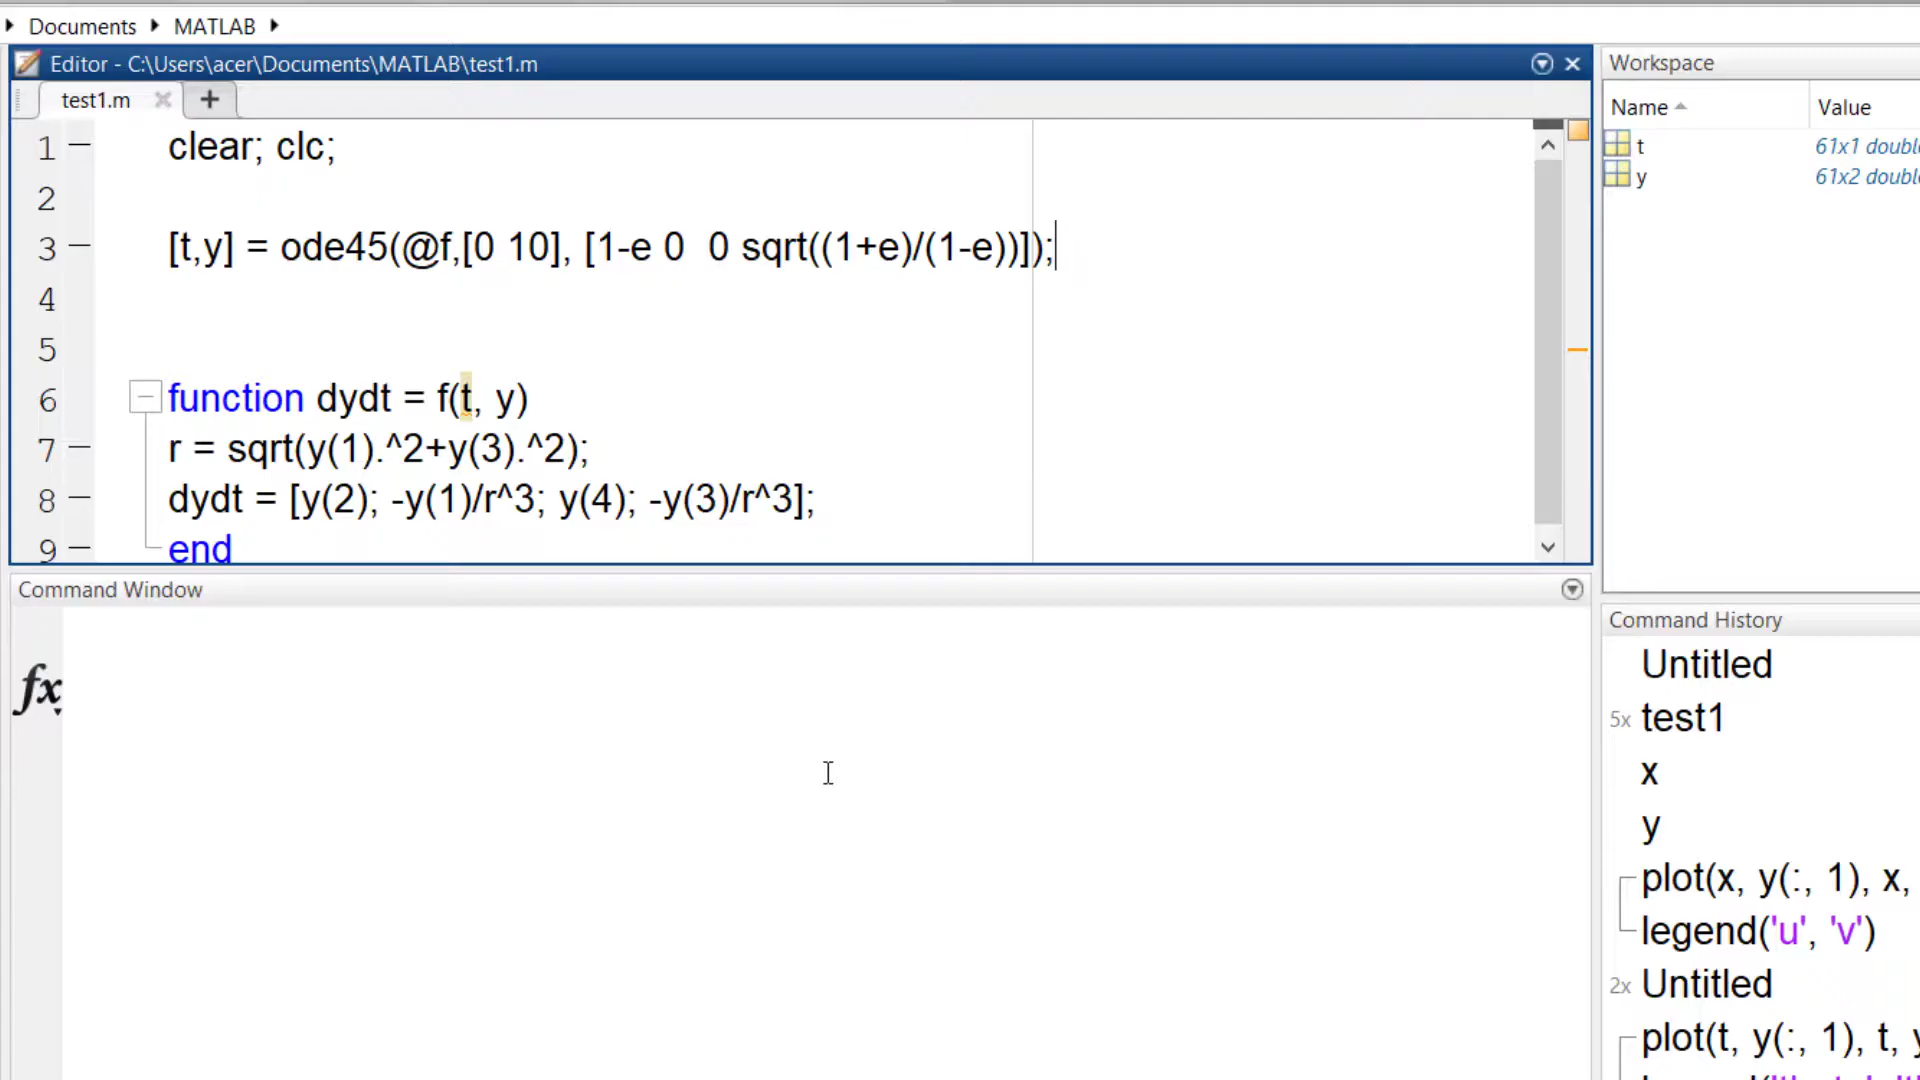 Documents MATLAB
Editor - C:\Users\acer\Documents\MATLAB\test1.m
test1.m
1 clear; clc;
2
3 [t,y] = ode45(@f,[0 10], [1-e 0  0 sqrt((1+e)/(1-e))]);
4
5
6 function dydt = f(t, y)
7 r = sqrt(y(1).^2+y(3).^2);
8 dydt = [y(2); -y(1)/r^3; y(4); -y(3)/r^3];
9 end
Command Window
fx
Workspace
Name Value
t 61x1
y 61x2
Command History
Untitled
5x test1
x
y
plot(x, y(:, 1), x,
legend('u', 'v')
2x Untitled
plot(t, y(:, 1), t,